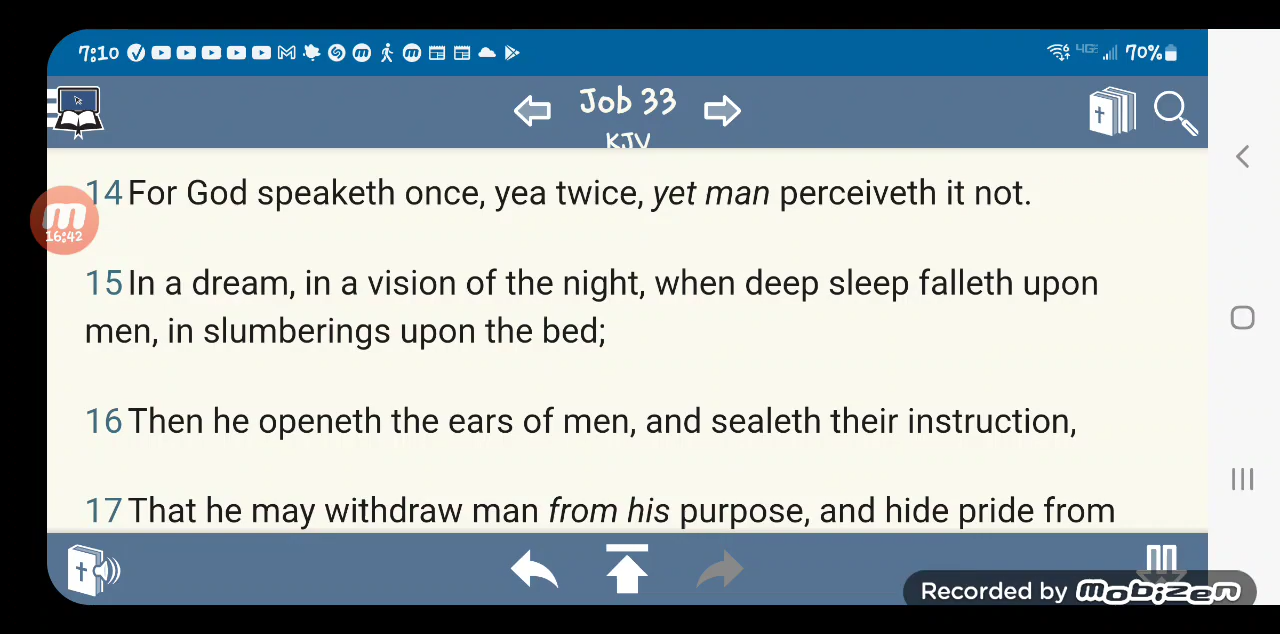 7:10 4GE 70%
Job 33
KJV
14 For God speaketh once, yea twice, yet man perceiveth it not.
m
16:42
15 In a dream, in a vision of the night, when deep sleep falleth upon
men, in slumberings upon the bed;
16 Then he openeth the ears of men, and sealeth their instruction,
17 That he may withdraw man from his purpose, and hide pride from
Recorded by mobizen